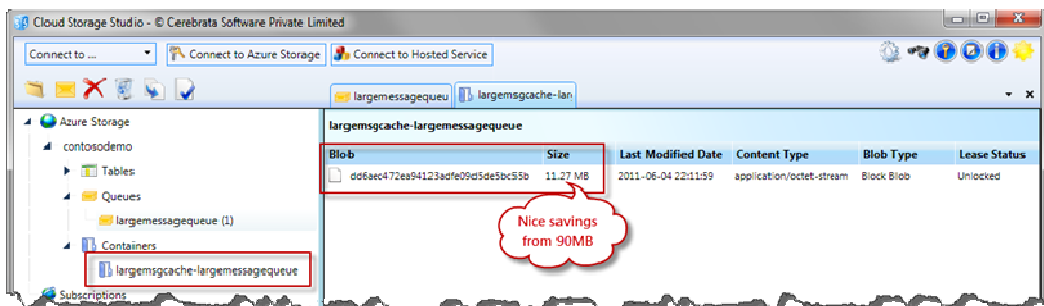 Cloud Storage Studio - © Cerebrata Software Private Limited
Connect to ... Connect to Azure Storage Connect to Hosted Service
largemessagequeu largemsgcache-lar
Azure Storage
contosodemo
Tables
Queues
largemessagequeue (1)
Containers
largemsgcache-largemessagequeue
Subscriptions
largemsgcache-largemessagequeue
Blob Size Last Modified Date Content Type Blob Type Lease Status
dd6aec472ea94123adfe09d5de5bc55b 11.27 MB 2011-06-04 22:11:59 application/octet-stream Block Blob Unlocked
Nice savings
from 90MB